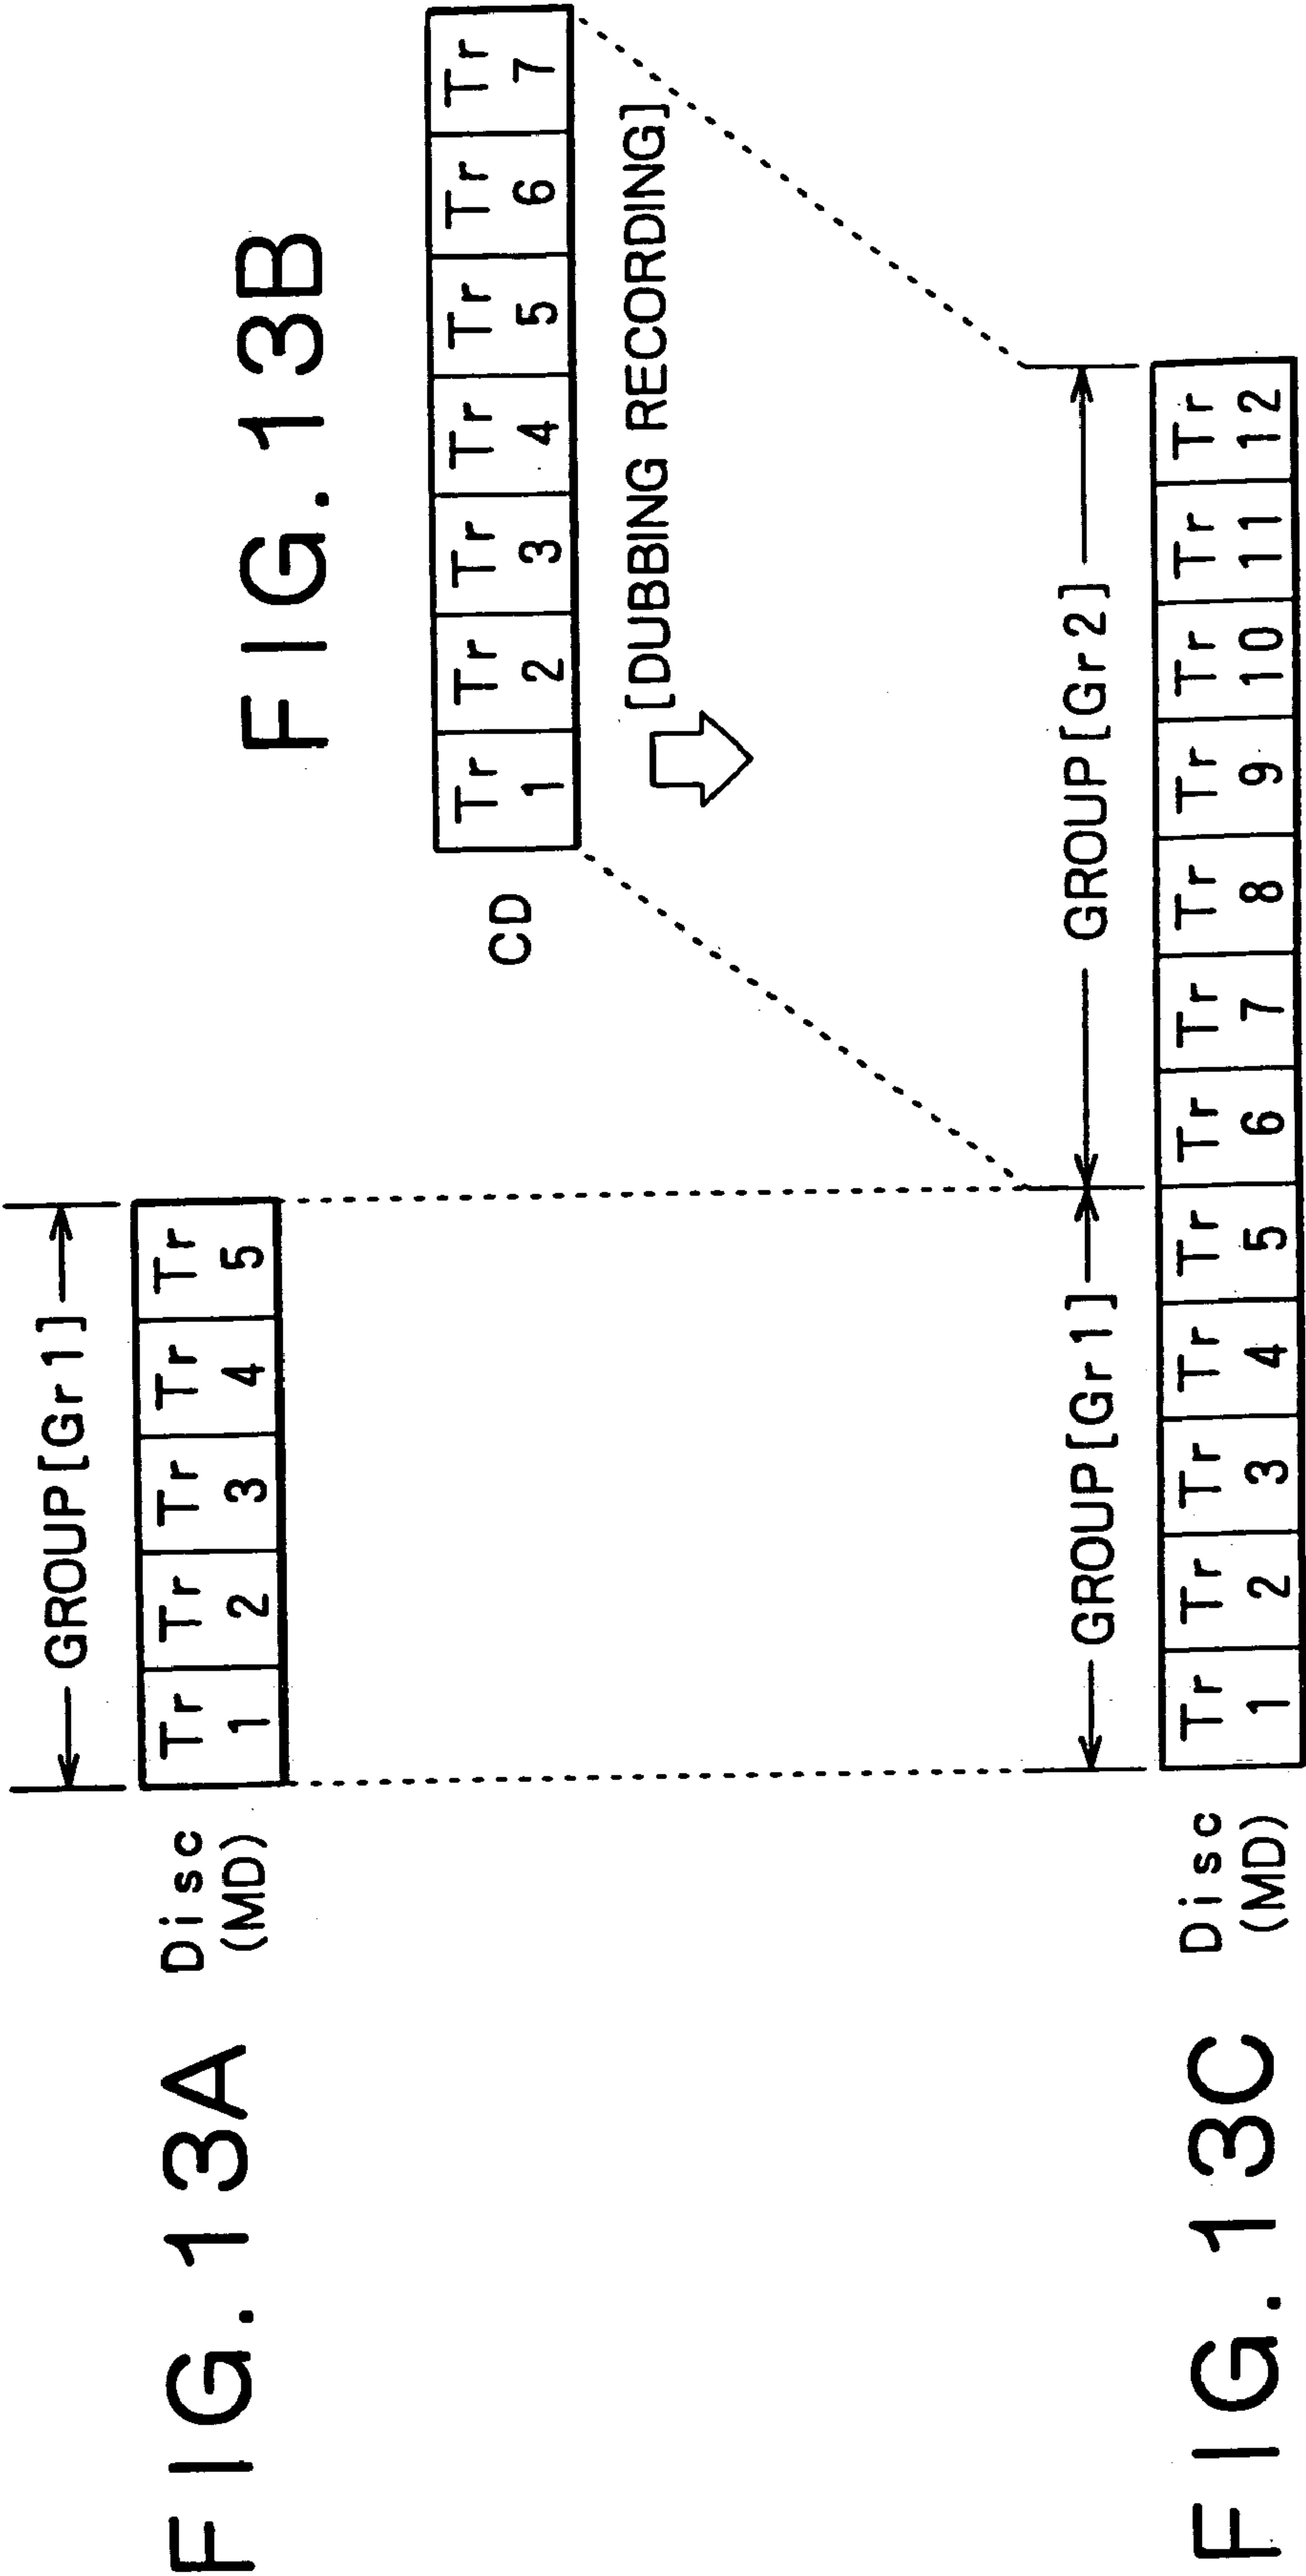 FIG. 13A
GROUP[Gr1]
Disc
(MD)
Tr 1 Tr 2 Tr 3 Tr 4 Tr 5
FIG. 13B
CD
Tr 1 Tr 2 Tr 3 Tr 4 Tr 5 Tr 6 Tr 7
[DUBBING RECORDING]
FIG. 13C
GROUP[Gr1] GROUP[Gr2]
Disc
(MD)
Tr 1 Tr 2 Tr 3 Tr 4 Tr 5 Tr 6 Tr 7 Tr 8 Tr 9 Tr 10 Tr 11 Tr 12